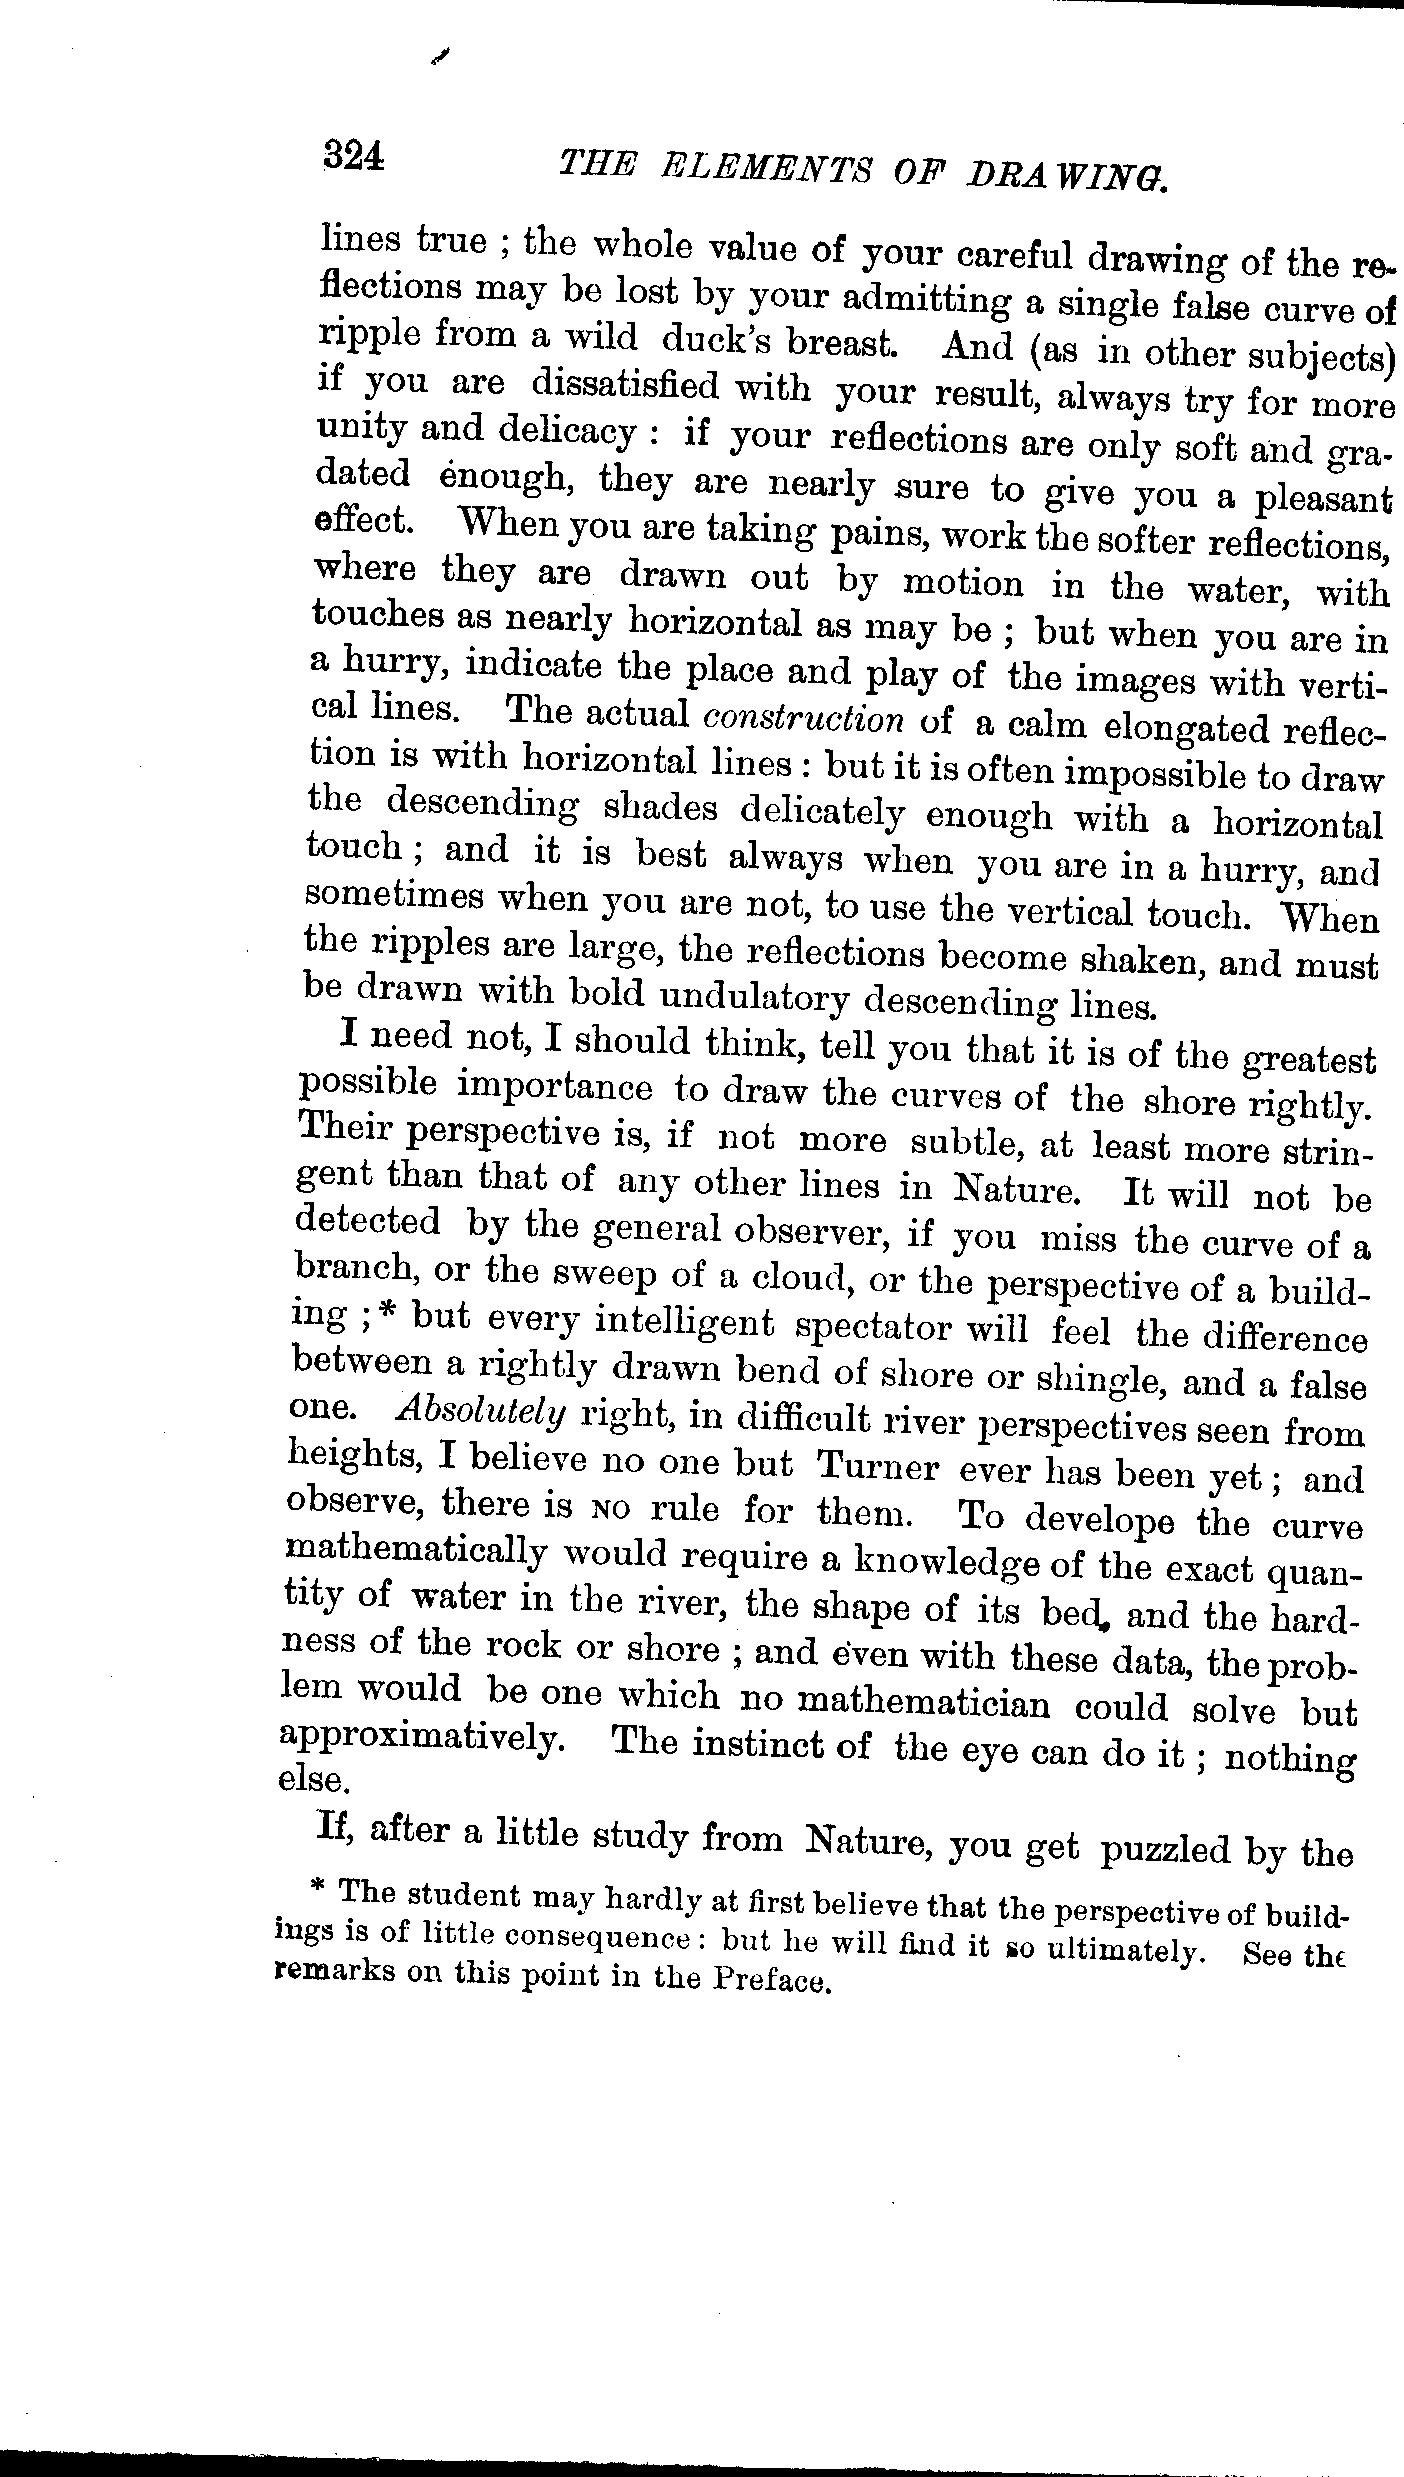 324 THE ELEMENTS OF DRAWING.
lines true ; the whole value of your careful drawing of the re-
flections may be lost by your admitting a single false curve of
ripple from a wild duck's breast. And (as in other subjects)
if you are dissatisfied with your result, always try for more
unity and delicacy : if your reflections are only soft and gra-
dated enough, they are nearly sure to give you a pleasant
effect. When you are taking pains, work the softer reflections,
where they are drawn out by motion in the water, with
touches as nearly horizontal as may be ; but when you are in
a hurry, indicate the place and play of the images with verti-
cal lines. The actual construction of a calm elongated reflec-
tion is with horizontal lines : but it is often impossible to draw
the descending shades delicately enough with a horizontal
touch ; and it is best always when you are in a hurry, and
sometimes when you are not, to use the vertical touch. When
the ripples are large, the reflections become shaken, and must
be drawn with bold undulatory descending lines.
I need not, I should think, tell you that it is of the greatest
possible importance to draw the curves of the shore rightly.
Their perspective is, if not more subtle, at least more strin-
gent than that of any other lines in Nature. It will not be
detected by the general observer, if you miss the curve of a
branch, or the sweep of a cloud, or the perspective of a build-
ing ;* but every intelligent spectator will feel the difference
between a rightly drawn bend of shore or shingle, and a false
one. Absolutely right, in difficult river perspectives seen from
heights, I believe no one but Turner ever has been yet ; and
observe, there is NO rule for them. To develope the curve
mathematically would require a knowledge of the exact quan-
tity of water in the river, the shape of its bed, and the hard-
ness of the rock or shore ; and even with these data, the prob-
lem would be one which no mathematician could solve but
approximatively. The instinct of the eye can do it ; nothing
else.
If, after a little study from Nature, you get puzzled by the
* The student may hardly at first believe that the perspective of build-
ings is of little consequence : but he will find it so ultimately. See the
remarks on this point in the Preface.